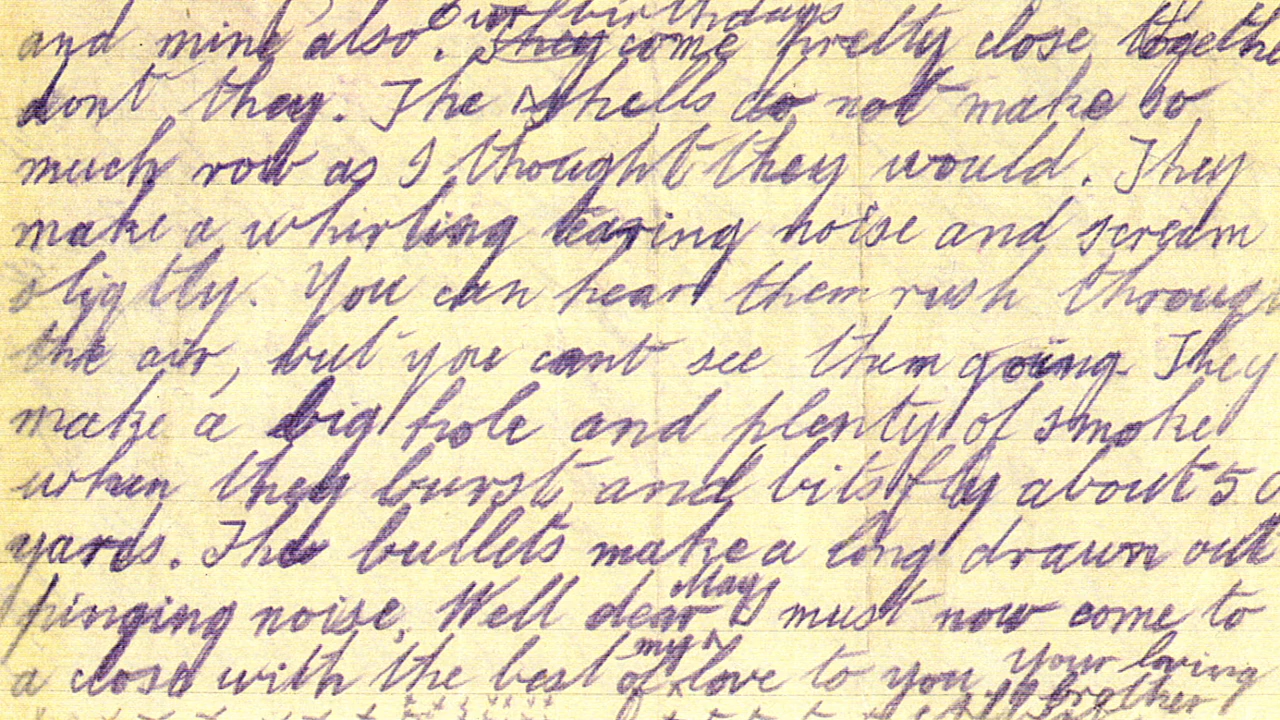 Our birthdays
and mine also. They come pretty close together
dont they. The shells do not make so
much row as I thought they would. They
make a whirling tearing noise and scream
sligtly. You can hear them rush through
the air, but you cant see them going. They
make a big hole and plenty of smoke
when they burst, and bits fly about 50
yards. The bullets make a long drawn out
May
pinging noise. Well dear I must now come to
my
a close with the best of love to you Your loving
brother